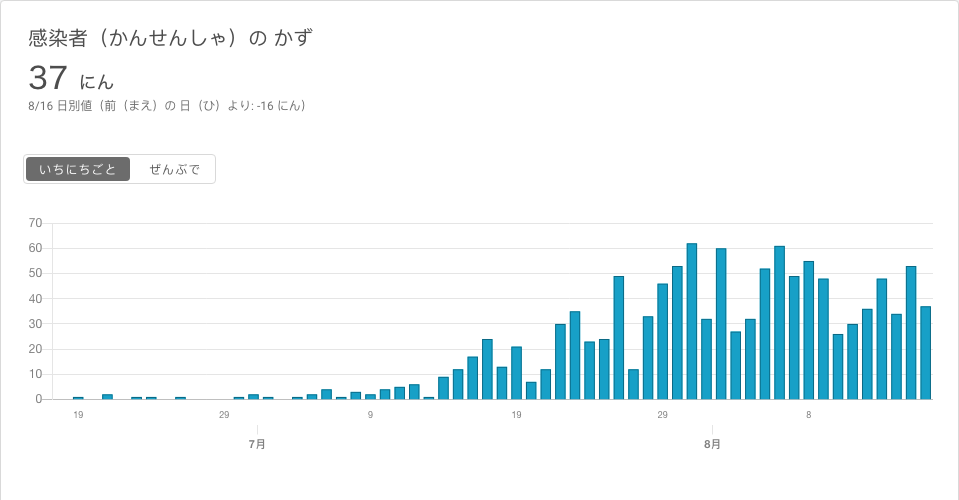 感染者（かんせんしゃ）の かず
37 にん
8/16 日別値（前（まえ）の 日（ひ）より: -16 にん）
いちにちごと ぜんぶで
70
60
50
40
30
20
10
0
19 29 9 19 29 8
7月 8月